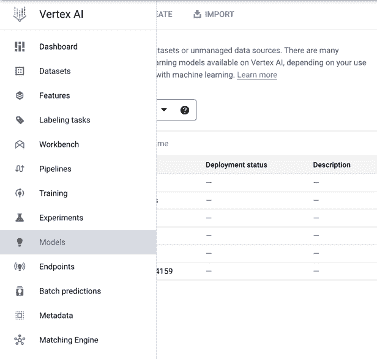 Vertex AI
EATE
IMPORT
Dashboard
Datasets
Features
Labeling tasks
Workbench
Pipelines
Training
Experiments
Models
Endpoints
Batch predictions
Metadata
Matching Engine
tasets or unmanaged data sources. There are many
arning models available on Vertex AI, depending on your use
with machine learning. Learn more
me
Deployment status
Description
—
—
— —
— —
— —
— —
4159 — —